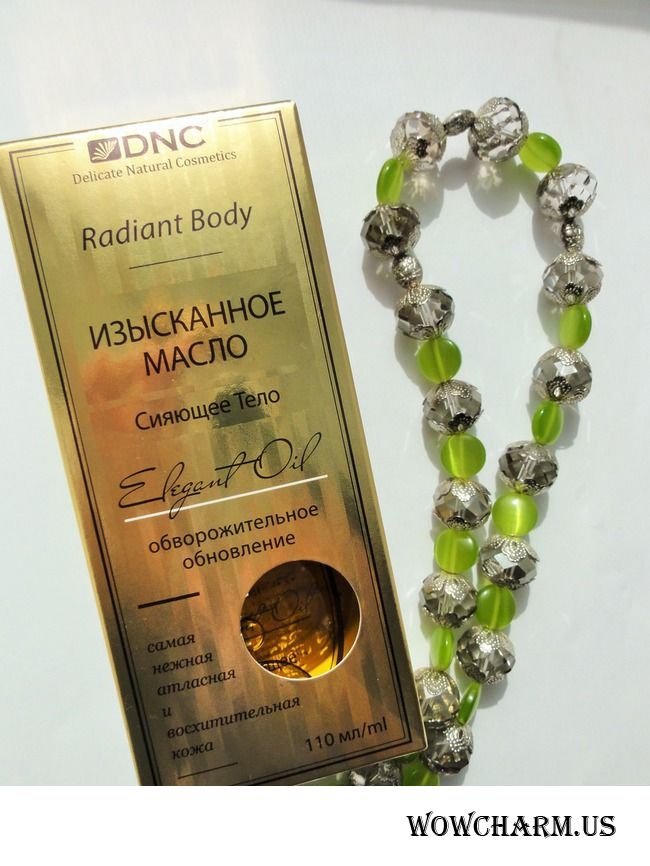 DNC
Delicate Natural Cosmetics
Radiant Body
ИЗЫСКАННОЕ
МАСЛО
Сияющее Тело
Elegant Oil
обворожительное
обновление
самая
нежная
атласная
и
восхитительная
кожа
110 мл/ml
WOWCHARM.US